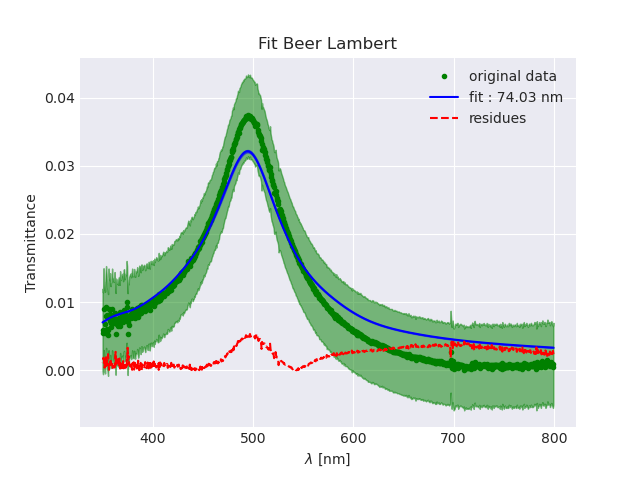 Fit Beer Lambert
original data
fit : 74.03 nm
residues
Transmittance
0.04
0.03
0.02
0.01
0.00
400 500 600 700 800
λ [nm]